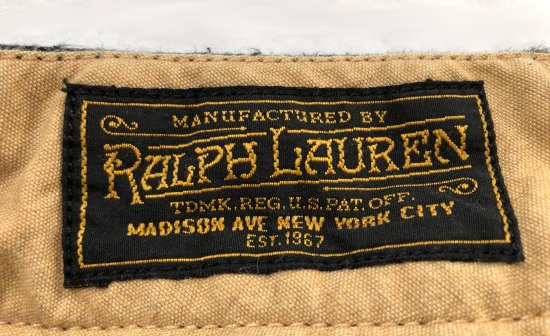 MANUFACTURED BY
RALPH LAUREN
TDMK. REG. U.S. PAT. OFF.
MADISON AVE NEW YORK CITY
EST. 1967